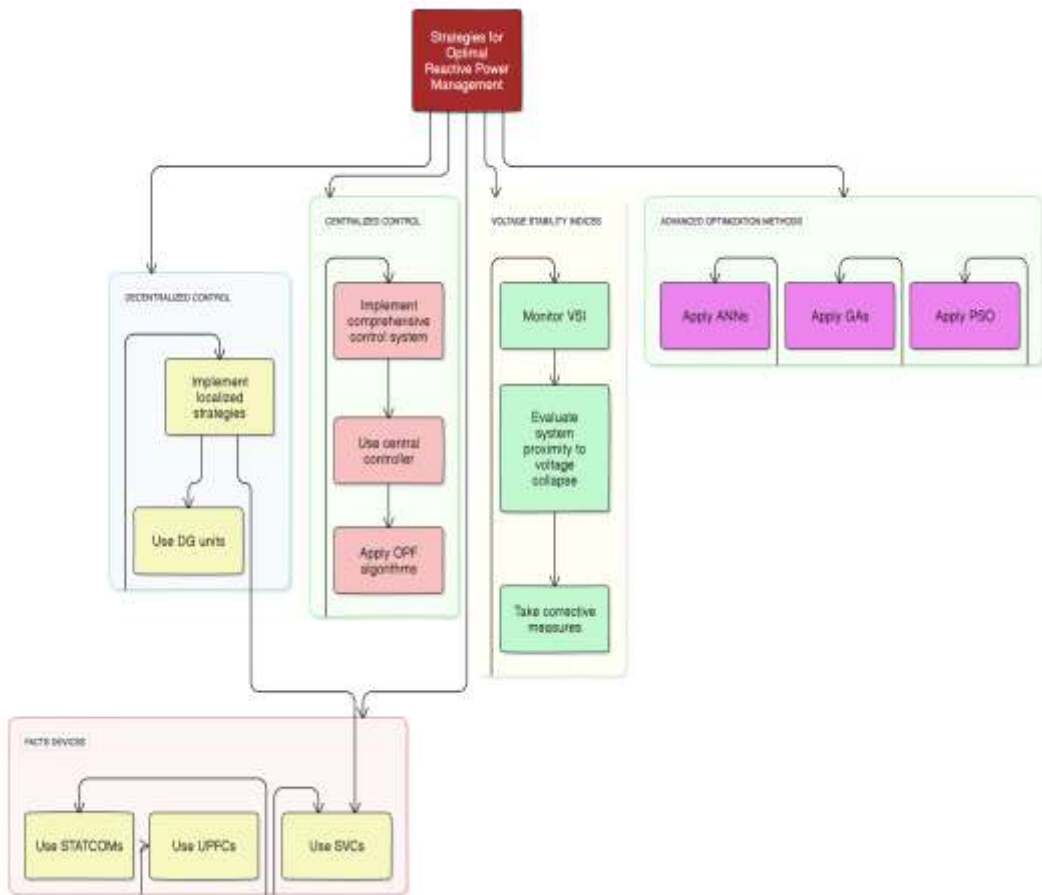 Strategies for
Optimal
Reactive Power
Management
CENTRALIZED CONTROL
VOLTAGE STABILITY INDICES
ADVANCED OPTIMIZATION METHODS
DECENTRALIZED CONTROL
Implement
comprehensive
control system
Monitor VSI
Apply ANNs
Apply GAs
Apply PSO
Implement
localized
strategies
Use central
controller
Evaluate
system
proximity to
voltage
collapse
Use DG units
Apply OPF
algorithms
Take corrective
measures
FACTS DEVICES
Use STATCOMs
Use UPFCs
Use SVCs